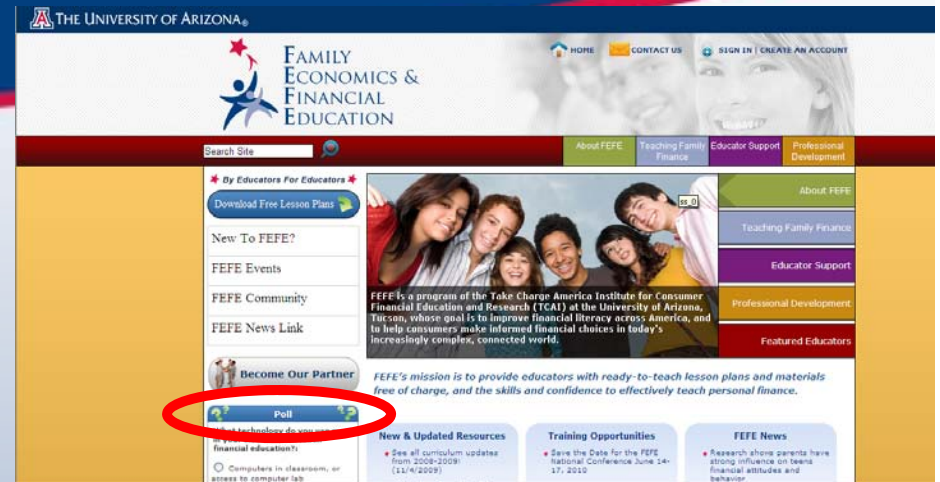 THE UNIVERSITY OF ARIZONA®
FAMILY
ECONOMICS &
FINANCIAL
EDUCATION
HOME
CONTACT US
SIGN IN | CREATE AN ACCOUNT
Search Site
About FEFE
Teaching Family
Finance
Educator Support
Professional
Development
By Educators For Educators
Download Free Lesson Plans
New To FEFE?
FEFE Events
FEFE Community
FEFE News Link
Become Our Partner
Poll
What technology do you use
financial education?:
Computers in classroom, or
access to computer lab
ss_0
FEFE is a program of the Take Charge America Institute for Consumer
Financial Education and Research (TCAI) at the University of Arizona,
Tucson, whose goal is to improve financial literacy across America, and
to help consumers make informed financial choices in today's
increasingly complex, connected world.
About FEFE
Teaching Family Finance
Educator Support
Professional Development
Featured Educators
FEFE's mission is to provide educators with ready-to-teach lesson plans and materials
free of charge, and the skills and confidence to effectively teach personal finance.
New & Updated Resources
See all curriculum updates
from 2008-2009!
(11/4/2009)
Training Opportunities
Save the Date for the FEFE
National Conference June 14-
17, 2010
FEFE News
Research shows parents have
strong influence on teens
financial attitudes and
behavior